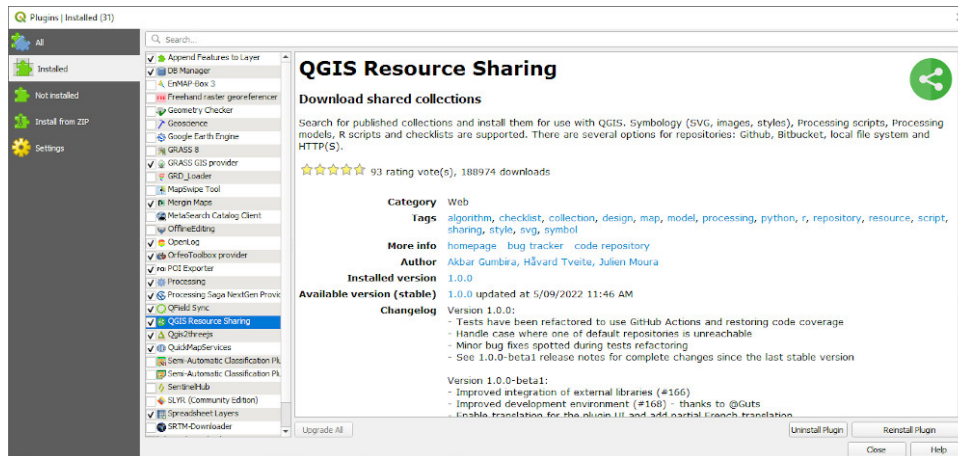 Plugins | Installed (31)
All
Installed
Not installed
Install from ZIP
Settings
Search...
Append Features to Layer
DB Manager
EnMAP-Box 3
Freehand raster georeferencer
Geometry Checker
Geoscience
Google Earth Engine
GRASS 8
GRASS GIS provider
GRD_Loader
MapSwipe Tool
Mergin Maps
MetaSearch Catalog Client
OfflineEditing
OpenLog
OrfeoToolbox provider
POI Exporter
Processing
Processing Saga NextGen Provic
QField Sync
QGIS Resource Sharing
Qgis2threejs
QuickMapServices
Semi-Automatic Classification Plu
Semi-Automatic Classification Plu
SentinelHub
SLYR (Community Edition)
Spreadsheet Layers
SRTM-Downloader
QGIS Resource Sharing
Download shared collections
Search for published collections and install them for use with QGIS. Symbology (SVG, images, styles), Processing scripts, Processing
models, R scripts and checklists are supported. There are several options for repositories: Github, Bitbucket, local file system and
HTTP(S).
93 rating vote(s), 188974 downloads
Category Web
Tags algorithm, checklist, collection, design, map, model, processing, python, r, repository, resource, script,
sharing, style, svg, symbol
More info homepage bug tracker code repository
Author Akbar Gumbira, Håvard Tveite, Julien Moura
Installed version 1.0.0
Available version (stable) 1.0.0 updated at 5/09/2022 11:46 AM
Changelog Version 1.0.0:
- Tests have been refactored to use GitHub Actions and restoring code coverage
- Handle case where one of default repositories is unreachable
- Minor bug fixes spotted during tests refactoring
- See 1.0.0-beta1 release notes for complete changes since the last stable version
Version 1.0.0-beta1:
- Improved integration of external libraries (#166)
- Improved development environment (#168) - thanks to @Guts
- Enable translation for the plugin UI and add partial French translation
Upgrade All
Uninstall Plugin
Reinstall Plugin
Close
Help